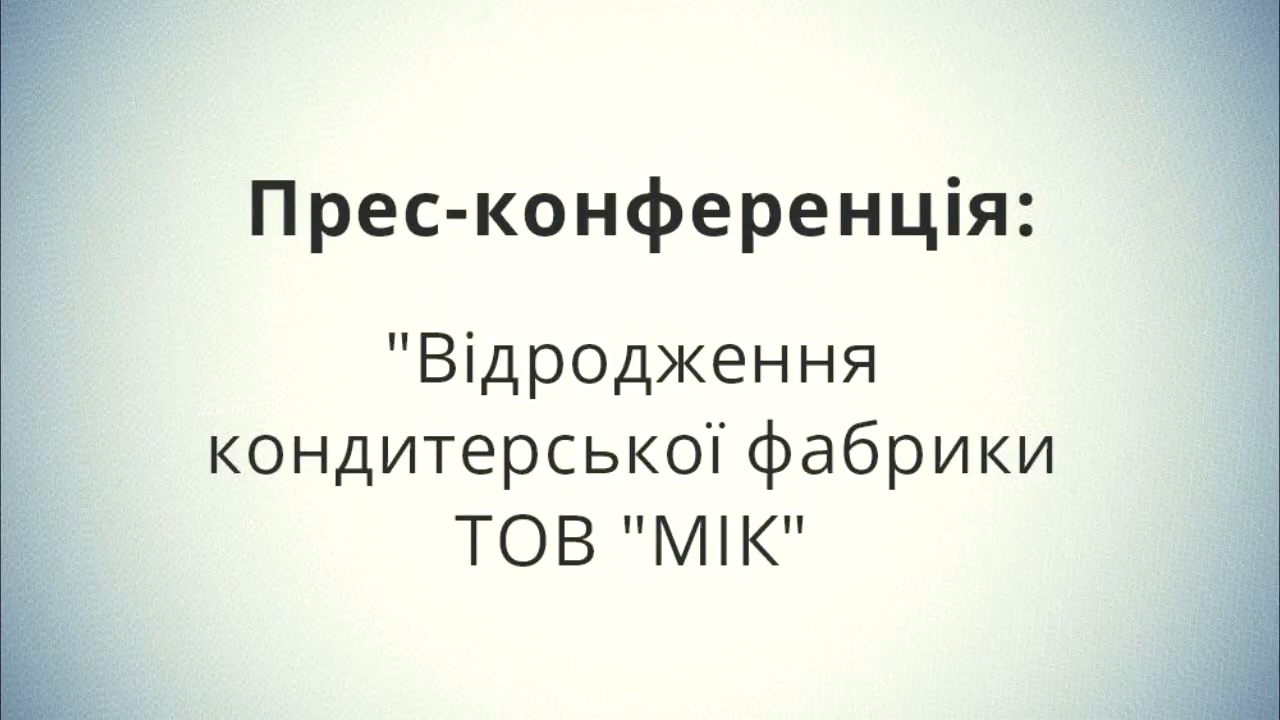 Прес-конференція:
"Відродження
кондитерської фабрики
ТОВ "МІК"